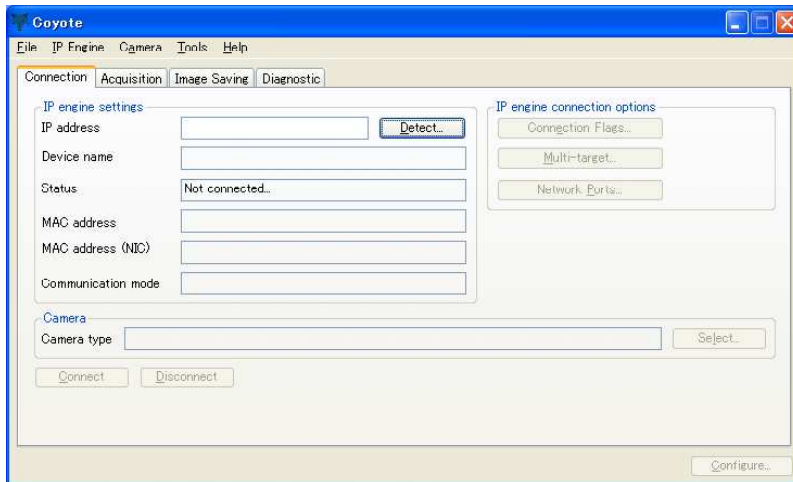 Coyote
File IP Engine Camera Tools Help
Connection Acquisition Image Saving Diagnostic
IP engine settings
IP address Detect...
Device name
Status Not connected...
MAC address
MAC address (NIC)
Communication mode
IP engine connection options
Connection Flags...
Multi-target...
Network Ports...
Camera
Camera type Select...
Connect Disconnect
Configure...